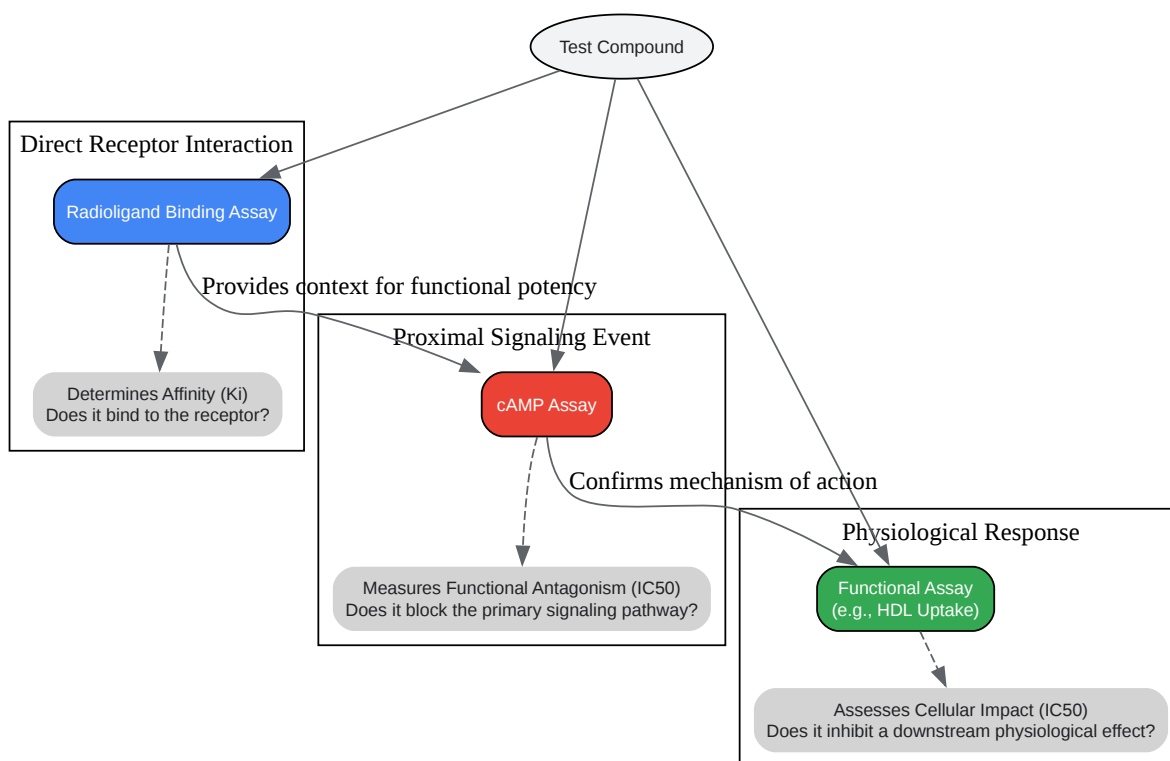 Test Compound
Direct Receptor Interaction
Radioligand Binding Assay
Provides context for functional potency
Proximal Signaling Event
Determines Affinity (Ki)
Does it bind to the receptor?
cAMP Assay
Confirms mechanism of action
Physiological Response
Measures Functional Antagonism (IC50)
Does it block the primary signaling pathway?
Functional Assay
(e.g., HDL Uptake)
Assesses Cellular Impact (IC50)
Does it inhibit a downstream physiological effect?